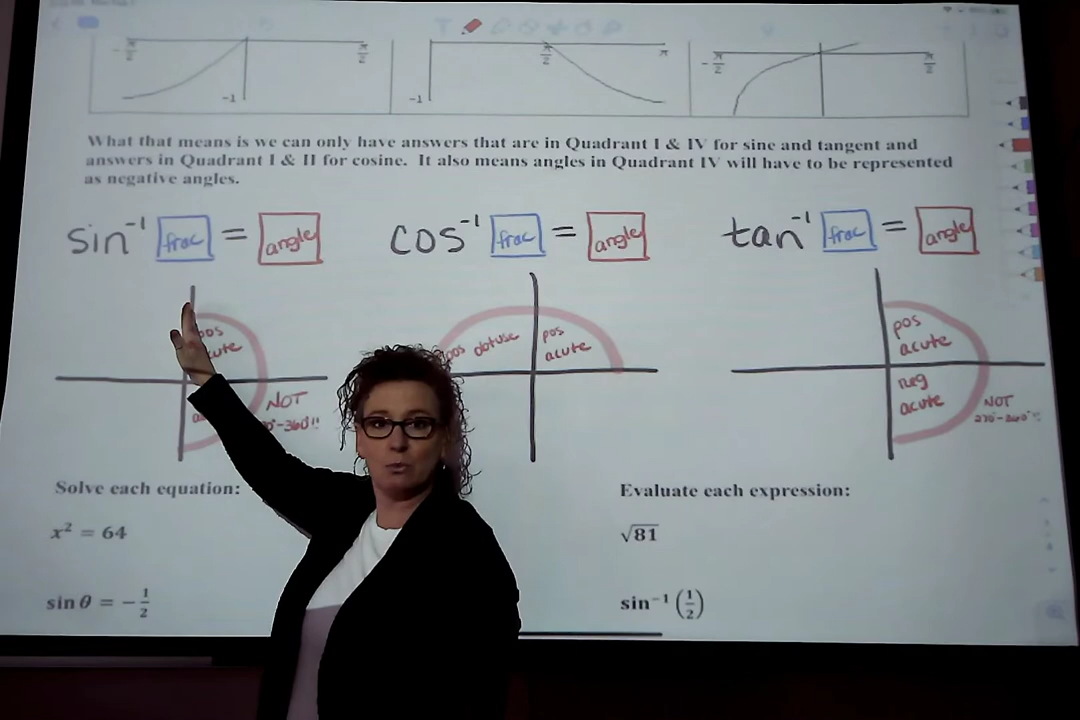 -π/2 π/2 π/2 π -π/2 π/2
-1 -1
What that means is we can only have answers that are in Quadrant I & IV for sine and tangent and
answers in Quadrant I & II for cosine. It also means angles in Quadrant IV will have to be represented
as negative angles.
sin⁻¹ frac = angle cos⁻¹ frac = angle tan⁻¹ frac = angle
pos
acute
NOT
pos obtuse
pos
acute
pos
acute
neg
acute
NOT
270°-360°!!
Solve each equation: Evaluate each expression:
x² = 64 √81
sin θ = -1/2 sin⁻¹(1/2)